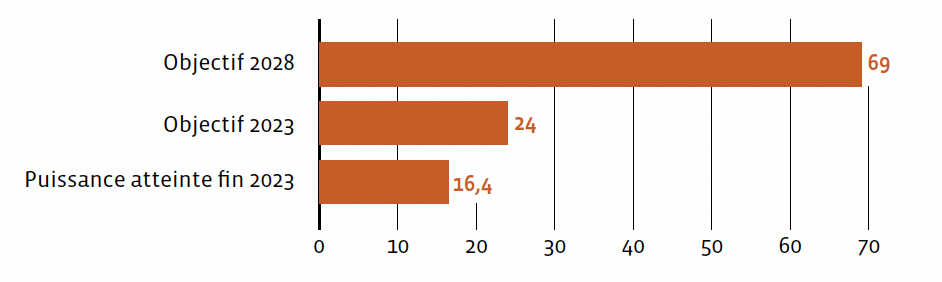 Objectif 2028 69
Objectif 2023 24
Puissance atteinte fin 2023 16,4
0 10 20 30 40 50 60 70